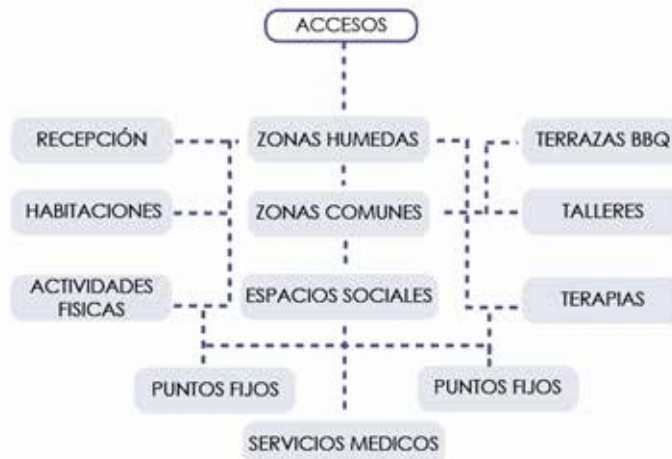 ACCESOS
RECEPCIÓN
ZONAS HUMEDAS
TERRAZAS BBQ
HABITACIONES
ZONAS COMUNES
TALLERES
ACTIVIDADES
FISICAS
ESPACIOS SOCIALES
TERAPIAS
PUNTOS FIJOS
PUNTOS FIJOS
SERVICIOS MEDICOS